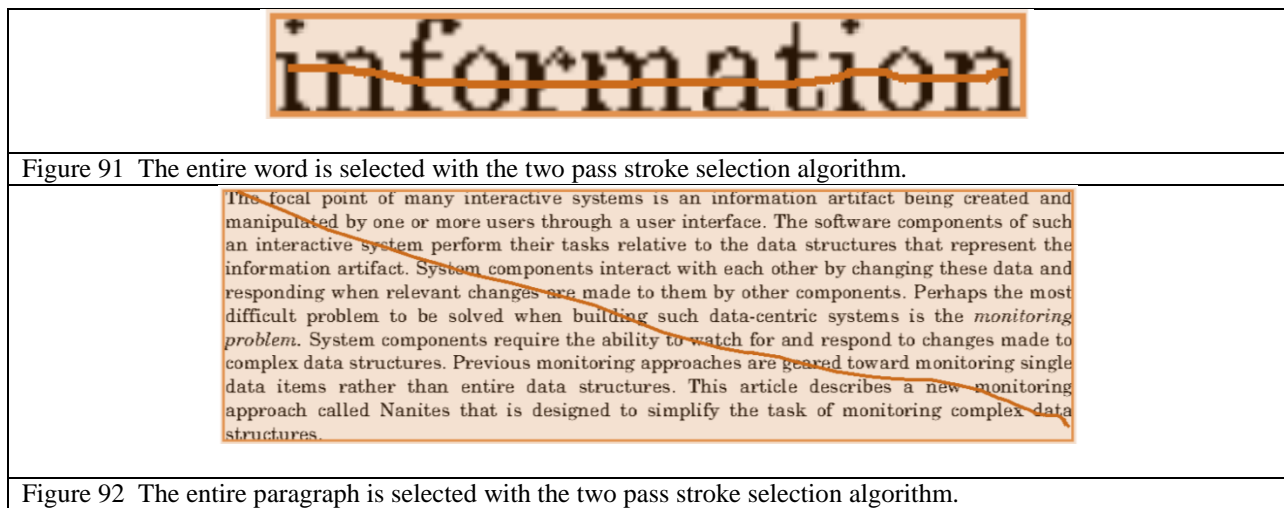 information
Figure 91 The entire word is selected with the two pass stroke selection algorithm.
The focal point of many interactive systems is an information artifact being created and
manipulated by one or more users through a user interface. The software components of such
an interactive system perform their tasks relative to the data structures that represent the
information artifact. System components interact with each other by changing these data and
responding when relevant changes are made to them by other components. Perhaps the most
difficult problem to be solved when building such data-centric systems is the monitoring
problem. System components require the ability to watch for and respond to changes made to
complex data structures. Previous monitoring approaches are geared toward monitoring single
data items rather than entire data structures. This article describes a new monitoring
approach called Nanites that is designed to simplify the task of monitoring complex data
structures.
Figure 92 The entire paragraph is selected with the two pass stroke selection algorithm.